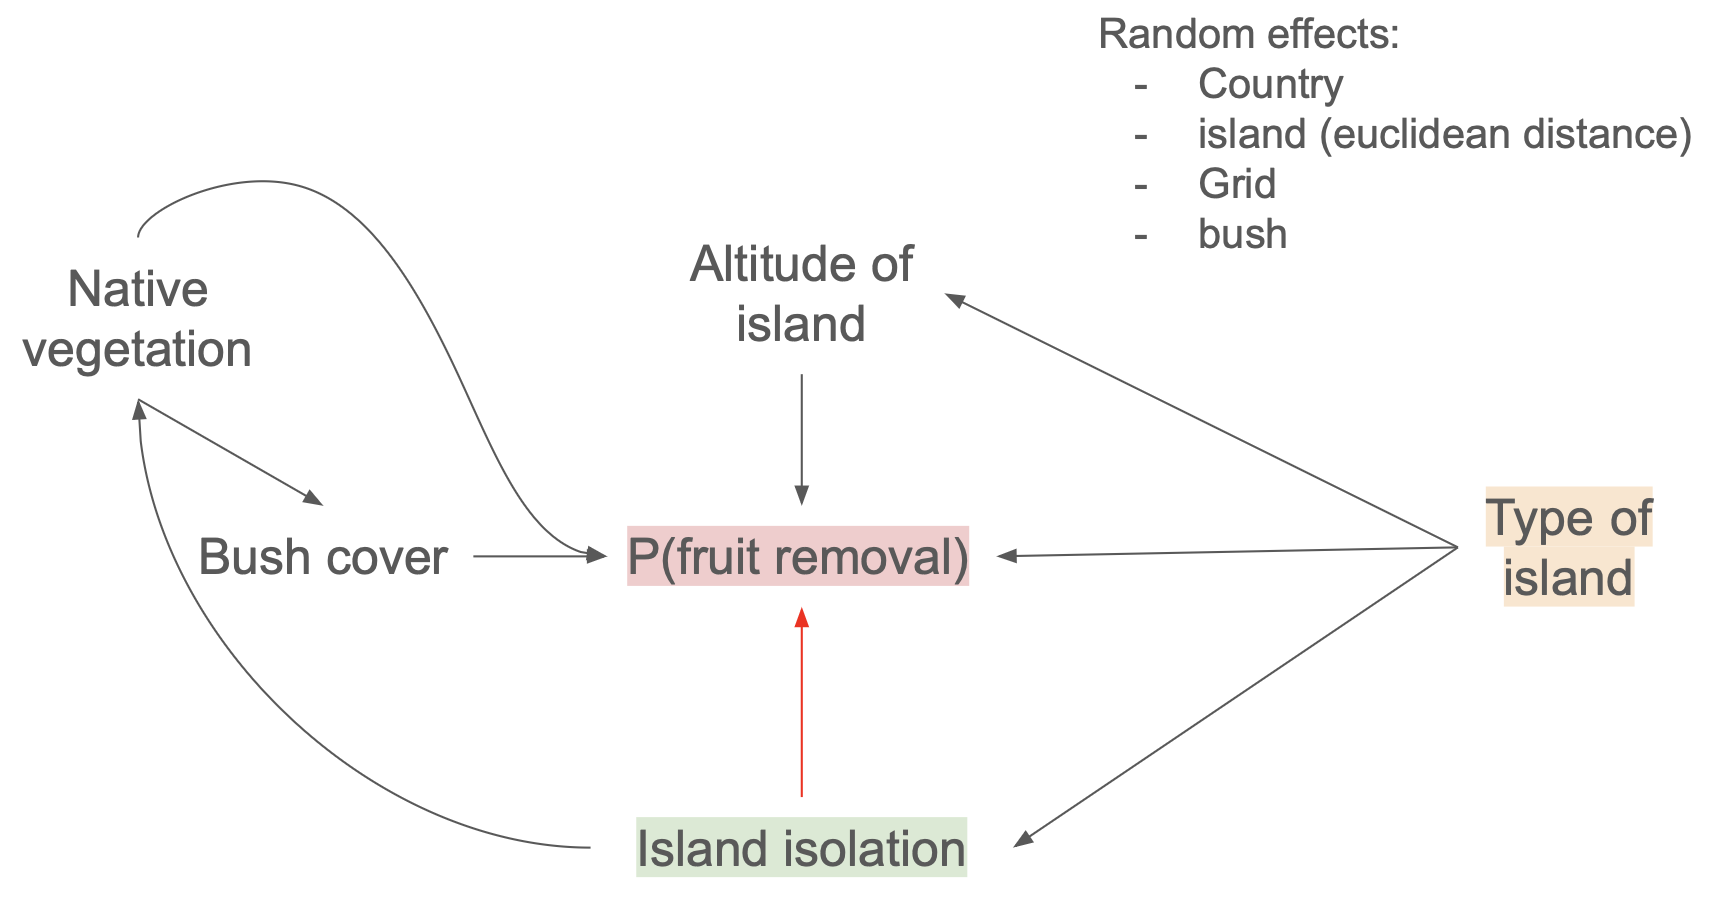 Random effects:
- Country
- island (euclidean distance)
- Grid
- bush
Native
vegetation
Altitude of
island
Bush cover
P(fruit removal)
Type of
island
Island isolation